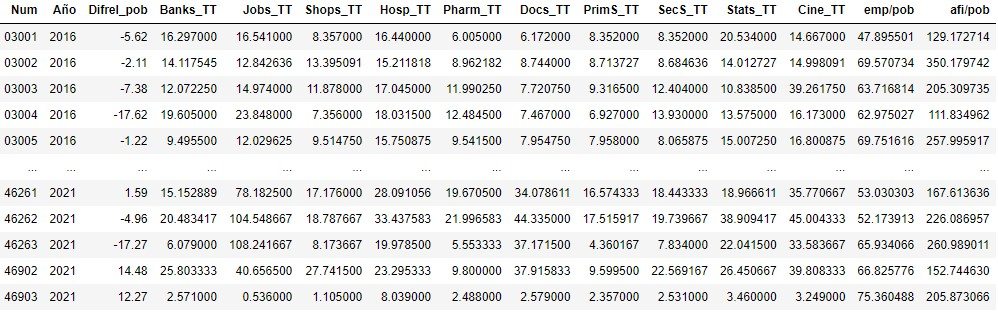 Num Año Difrel_pob Banks_TT Jobs_TT Shops_TT Hosp_TT Pharm_TT Docs_TT PrimS_TT SecS_TT Stats_TT Cine_TT emp/pob afi/pob
03001 2016 -5.62 16.297000 16.541000 8.357000 16.440000 6.005000 6.172000 8.352000 8.352000 20.534000 14.667000 47.895501 129.172714
03002 2016 -2.11 14.117545 12.842636 13.395091 15.211818 8.962182 8.744000 8.713727 8.684636 14.012727 14.998091 69.570734 350.179742
03003 2016 -7.38 12.072250 14.974000 11.878000 17.045000 11.990250 7.720750 9.316500 12.404000 10.838500 39.261750 63.716814 205.309735
03004 2016 -17.62 19.605000 23.848000 7.356000 18.031500 12.484500 7.467000 6.927000 13.930000 13.575000 16.173000 62.975027 111.834962
03005 2016 -1.22 9.495500 12.029625 9.514750 15.750875 9.541500 7.954750 7.958000 8.065875 15.007250 16.800875 69.751616 257.995917
... ... ... ... ... ... ... ... ... ... ... ... ... ... ...
46261 2021 1.59 15.152889 78.182500 17.176000 28.091056 19.670500 34.078611 16.574333 18.443333 18.966611 35.770667 53.030303 167.613636
46262 2021 -4.96 20.483417 104.548667 18.787667 33.437583 21.996583 44.335000 17.515917 19.739667 38.909417 45.004333 52.173913 226.086957
46263 2021 -17.27 6.079000 108.241667 8.173667 19.978500 5.553333 37.171500 4.360167 7.834000 22.041500 33.583667 65.934066 260.989011
46902 2021 14.48 25.803333 40.656500 27.741500 23.295333 9.800000 37.915833 9.599500 22.569167 26.450667 39.808333 66.825776 152.744630
46903 2021 12.27 2.571000 0.536000 1.105000 8.039000 2.488000 2.579000 2.357000 2.531000 3.460000 3.249000 75.360488 205.873066